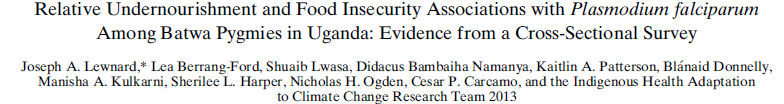 Relative Undernourishment and Food Insecurity Associations with Plasmodium falciparum
Among Batwa Pygmies in Uganda: Evidence from a Cross-Sectional Survey
Joseph A. Lewnard,* Lea Berrang-Ford, Shuaib Lwasa, Didacus Bambaiha Namanya, Kaitlin A. Patterson, Blánaid Donnelly,
Manisha A. Kulkarni, Sherilee L. Harper, Nicholas H. Ogden, Cesar P. Carcamo, and the Indigenous Health Adaptation
to Climate Change Research Team 2013